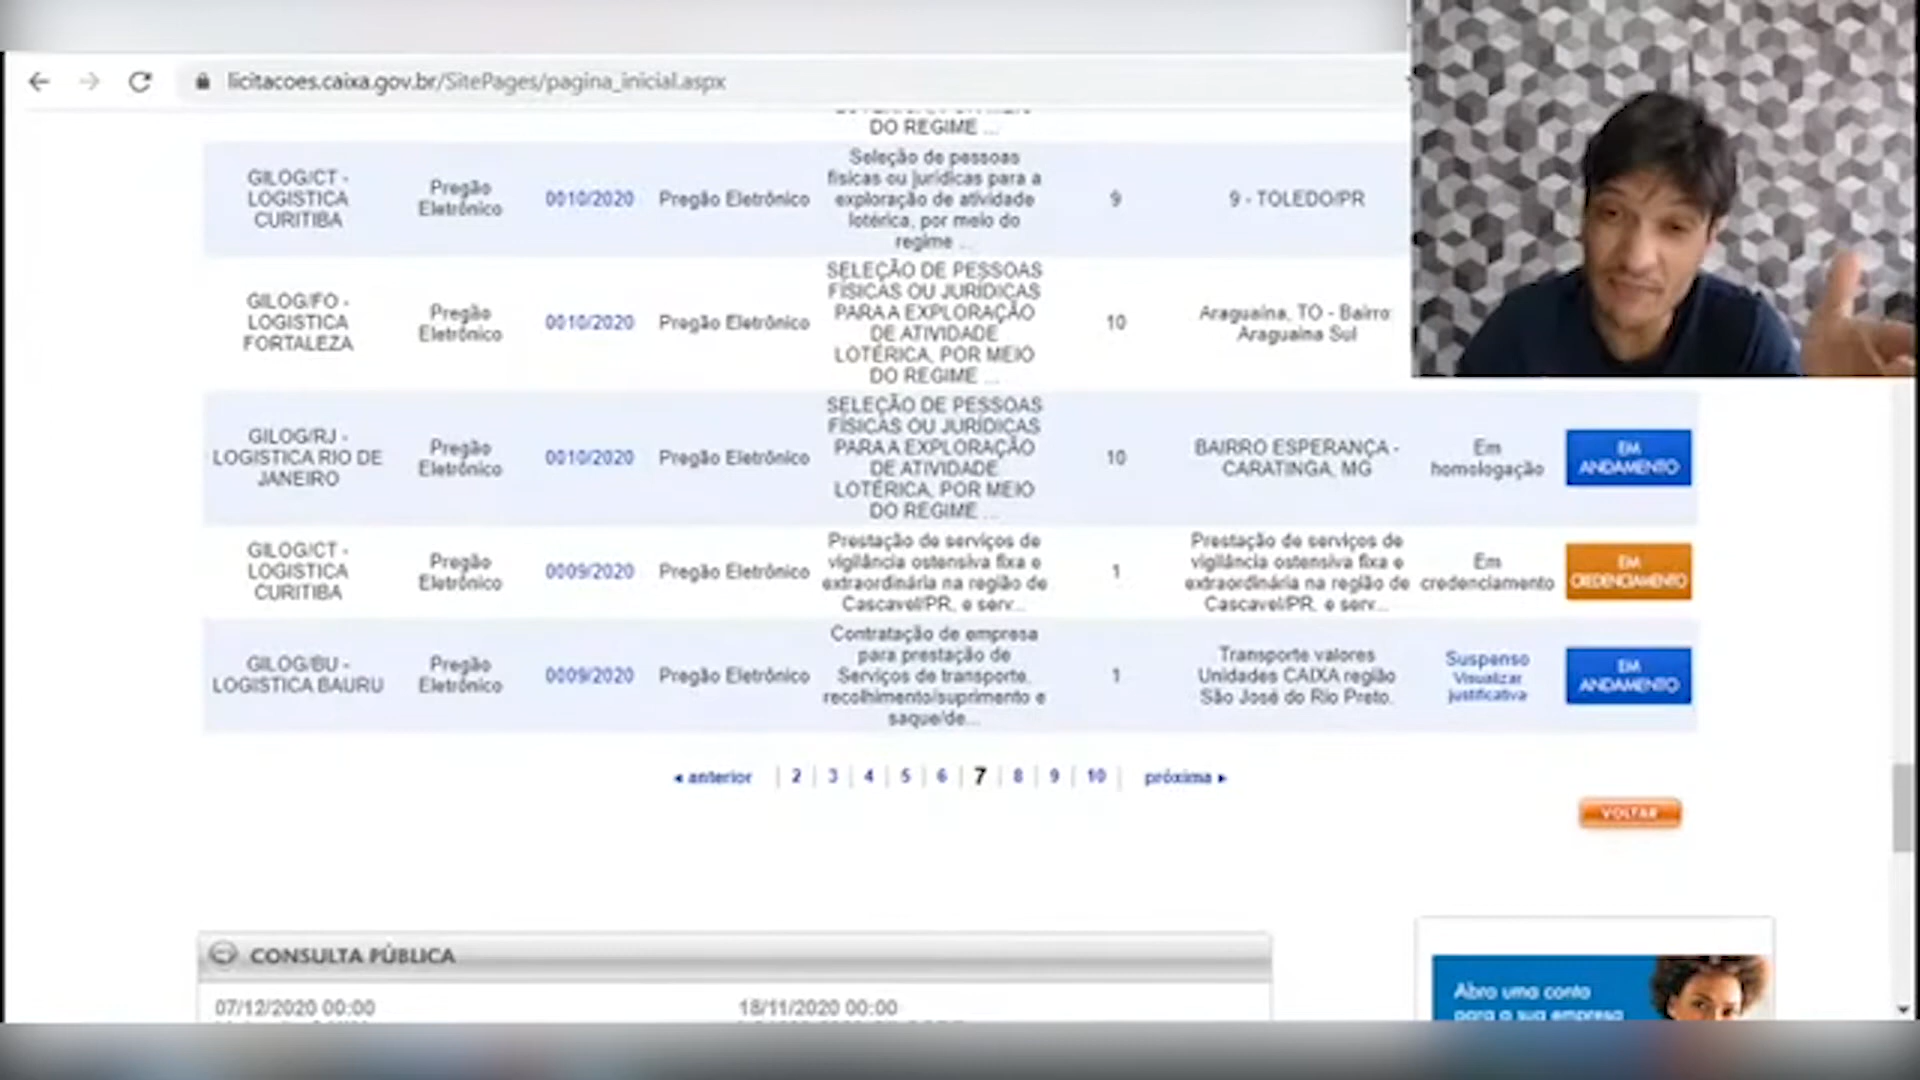 licitacoes.caixa.gov.br/SitePages/pagina_inicial.aspx
DO REGIME ...
GILOG/CT -
LOGISTICA
CURITIBA
Pregão
Eletrônico
0010/2020
Pregão Eletrônico
Seleção de pessoas
físicas ou jurídicas para a
exploração de atividade
lotérica, por meio do
regime ...
9
9 - TOLEDO/PR
GILOG/FO -
LOGISTICA
FORTALEZA
Pregão
Eletrônico
0010/2020
Pregão Eletrônico
SELEÇÃO DE PESSOAS
FÍSICAS OU JURÍDICAS
PARA A EXPLORAÇÃO
DE ATIVIDADE
LOTÉRICA, POR MEIO
DO REGIME ...
10
Araguaina, TO - Bairro:
Araguaina Sul
GILOG/RJ -
LOGISTICA RIO DE
JANEIRO
Pregão
Eletrônico
0010/2020
Pregão Eletrônico
SELEÇÃO DE PESSOAS
FÍSICAS OU JURÍDICAS
PARA A EXPLORAÇÃO
DE ATIVIDADE
LOTÉRICA, POR MEIO
DO REGIME ...
10
BAIRRO ESPERANÇA -
CARATINGA, MG
Em
homologação
EM
ANDAMENTO
GILOG/CT -
LOGISTICA
CURITIBA
Pregão
Eletrônico
0009/2020
Pregão Eletrônico
Prestação de serviços de
vigilância ostensiva fixa e
extraordinária na região de
Cascavel/PR, e serv...
1
Prestação de serviços de
vigilância ostensiva fixa e
extraordinária na região de
Cascavel/PR, e serv...
Em
credenciamento
EM
CREDENCIAMENTO
GILOG/BU -
LOGISTICA BAURU
Pregão
Eletrônico
0009/2020
Pregão Eletrônico
Contratação de empresa
para prestação de
Serviços de transporte,
recolhimento/suprimento e
saque/de...
1
Transporte valores
Unidades CAIXA região
São José do Rio Preto.
Suspenso
Visualizar
justificativa
EM
ANDAMENTO
anterior | 2 | 3 | 4 | 5 | 6 | 7 | 8 | 9 | 10 | próxima
VOLTAR
CONSULTA PÚBLICA
07/12/2020 00:00
18/11/2020 00:00
Abra uma conta
para a sua empresa